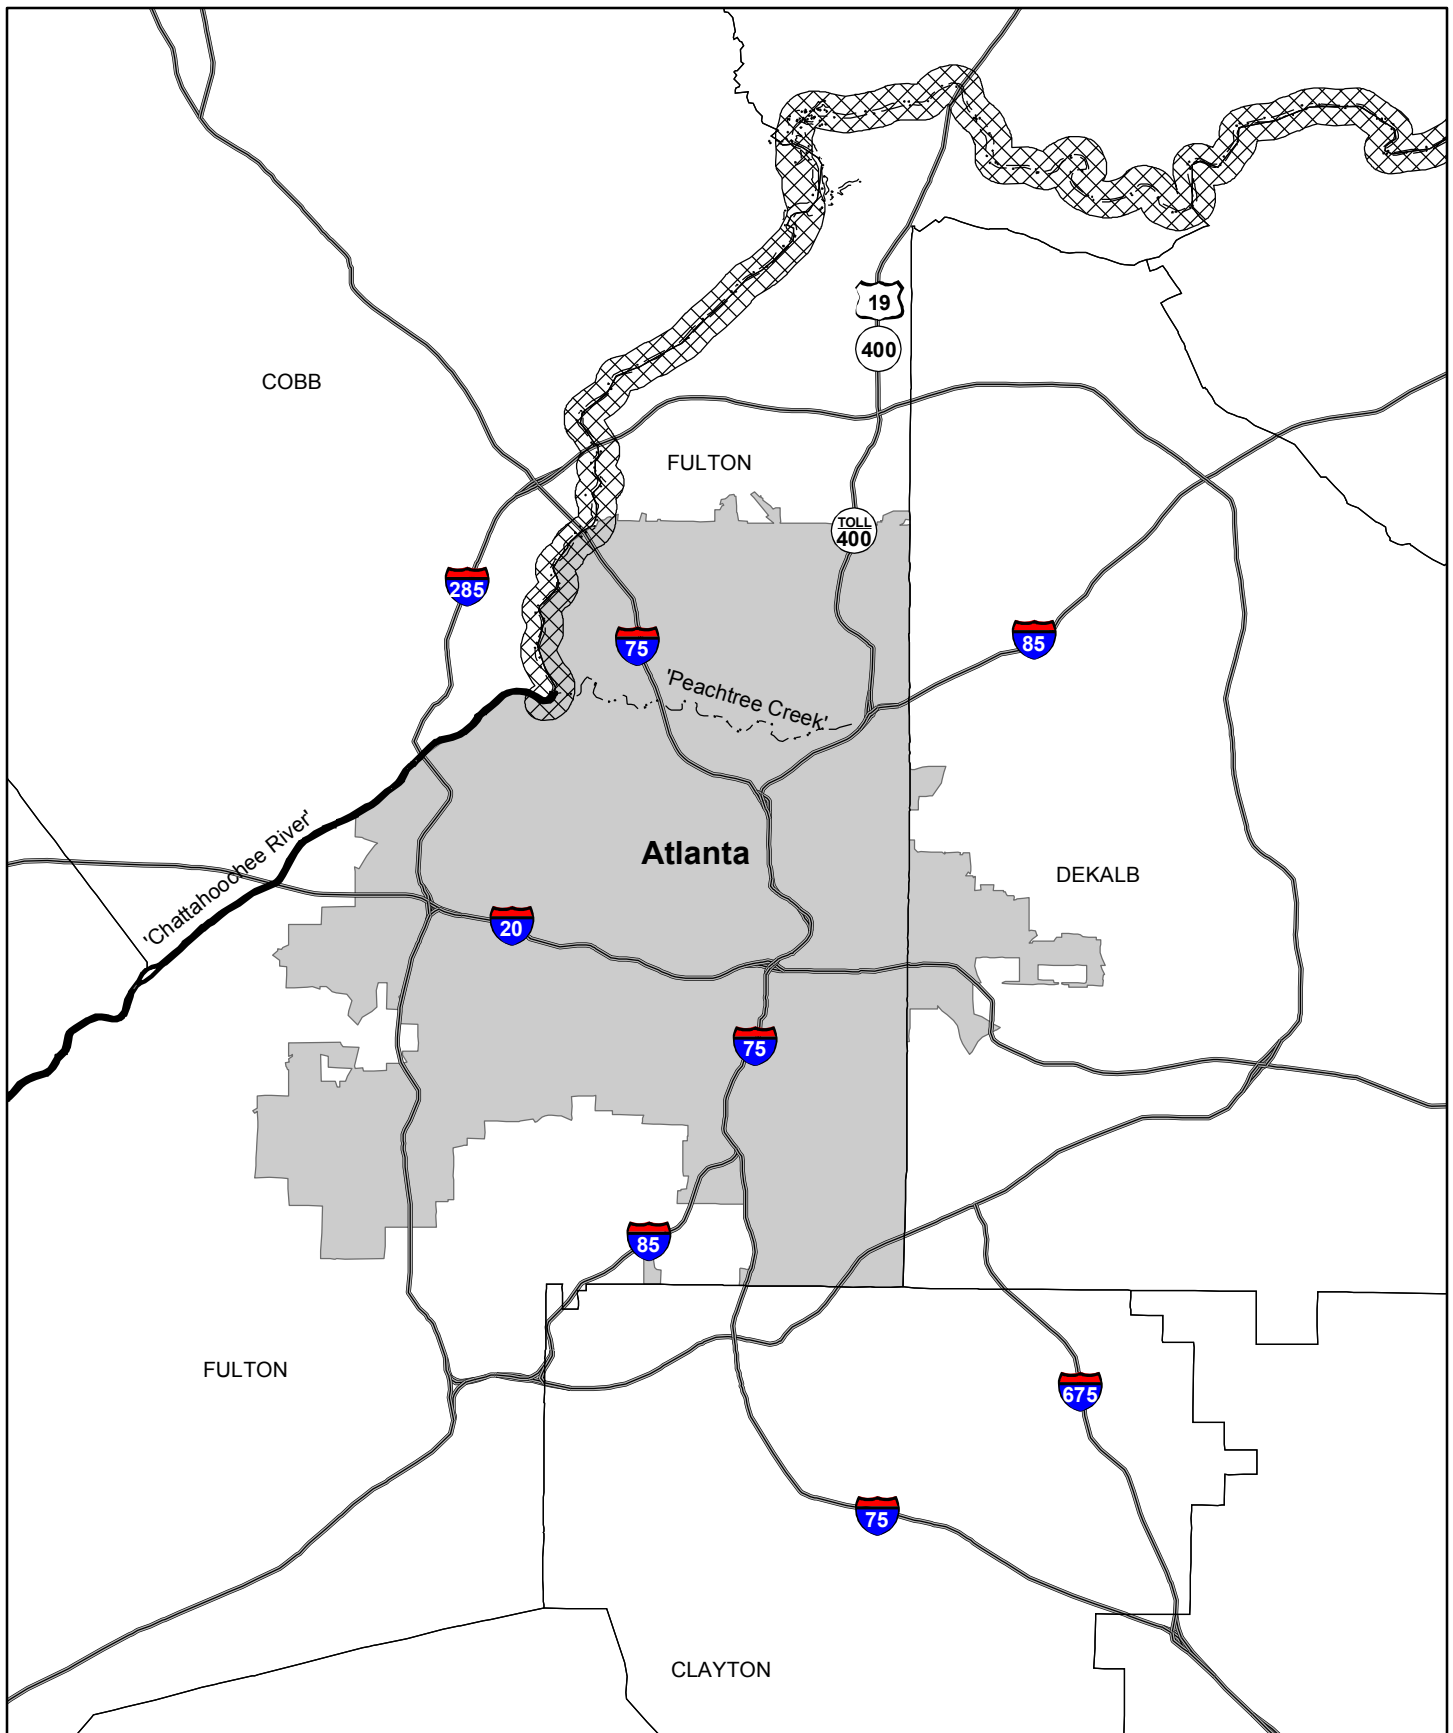 19
400
COBB
FULTON
TOLL
400
285
75
85
'Peachtree Creek'
Atlanta
'Chattahoochee River'
DEKALB
20
75
85
FULTON
675
75
CLAYTON